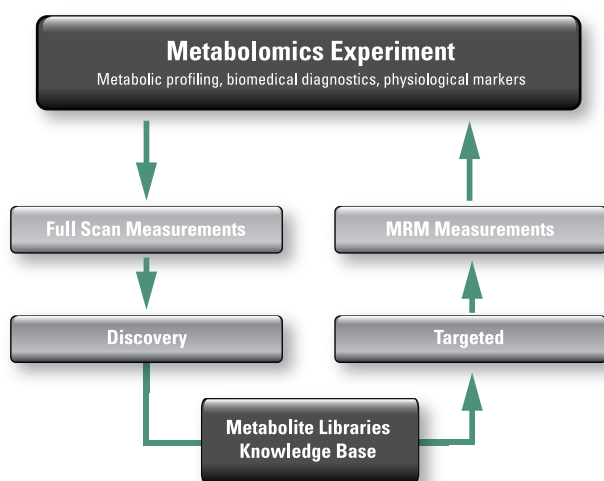 Metabolomics Experiment
Metabolic profiling, biomedical diagnostics, physiological markers
Full Scan Measurements
MRM Measurements
Discovery
Targeted
Metabolite Libraries
Knowledge Base